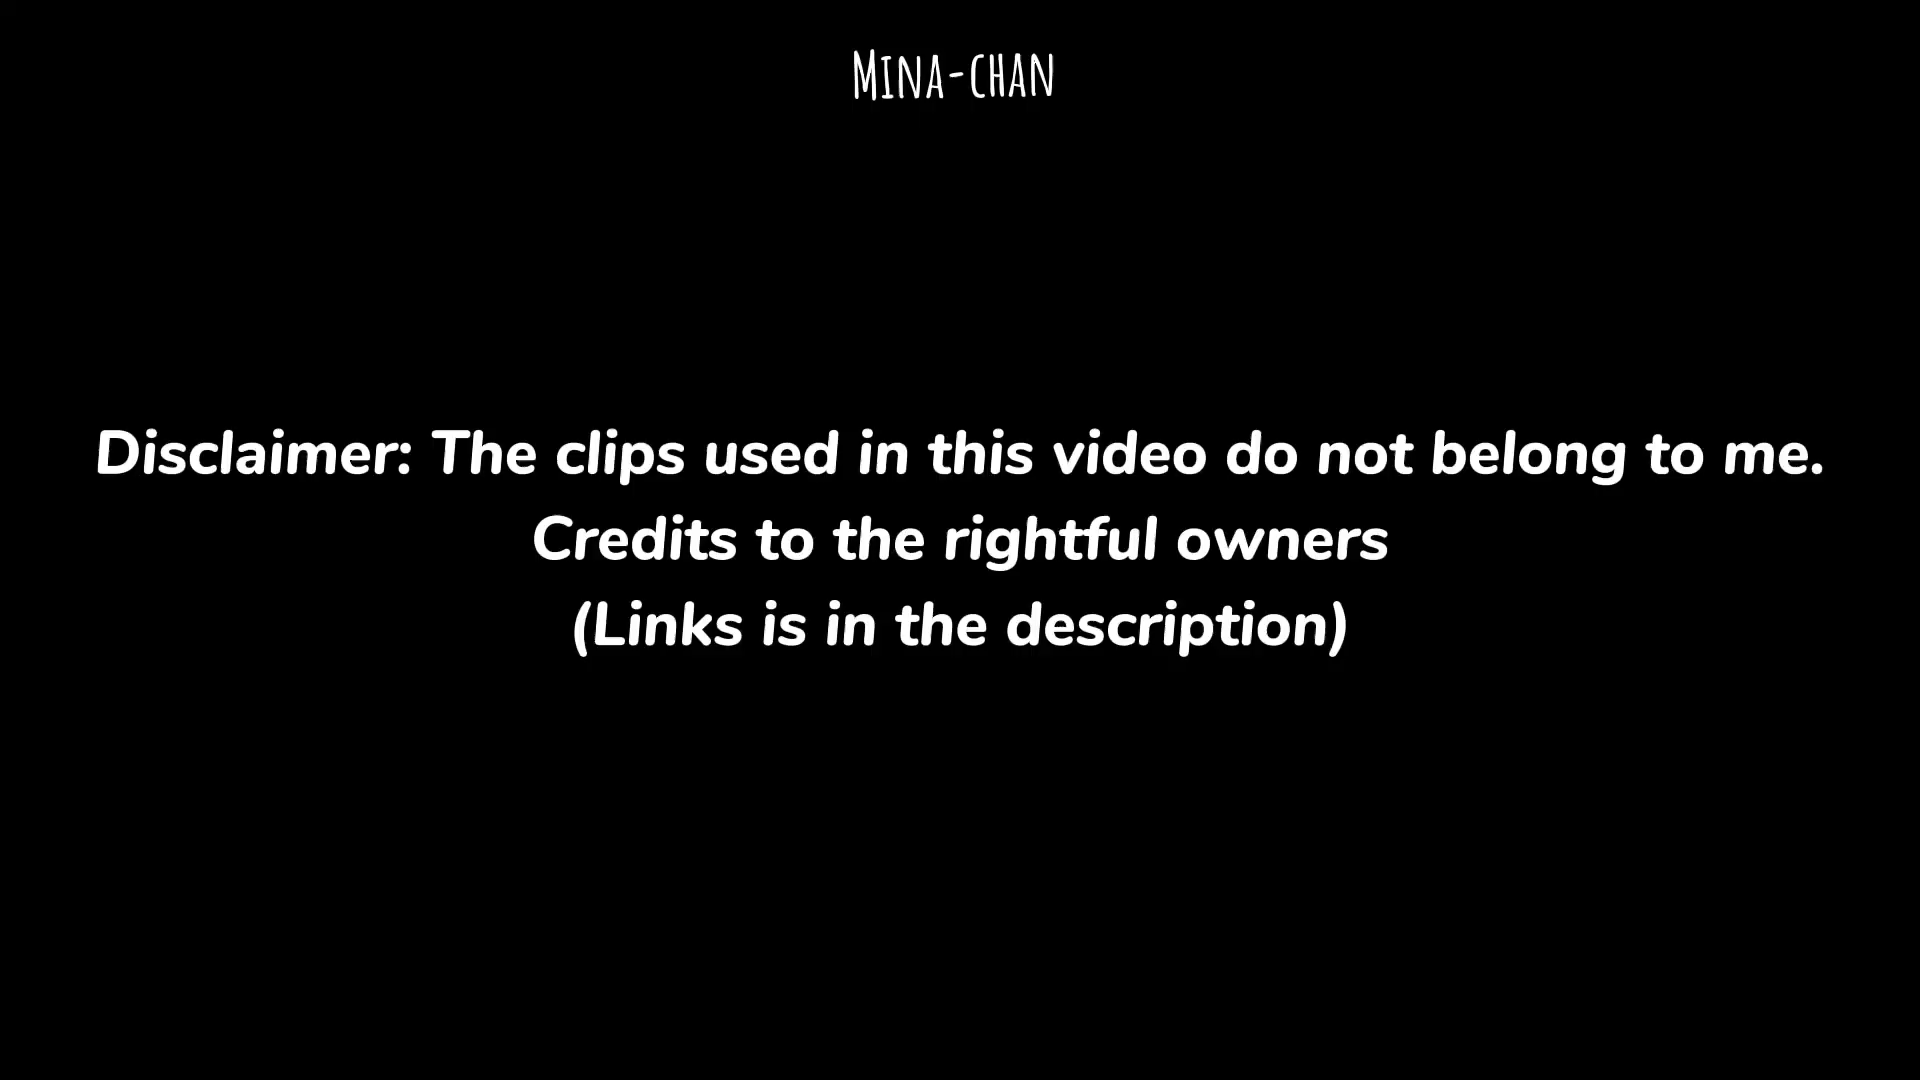 Mina-chan
Disclaimer: The clips used in this video do not belong to me.
Credits to the rightful owners
(Links is in the description)